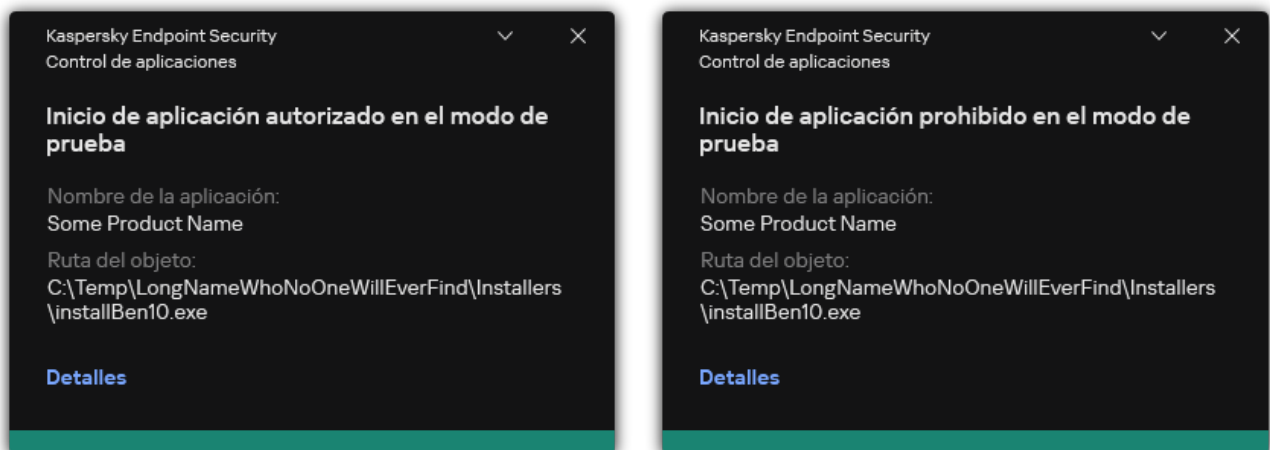 Kaspersky Endpoint Security
Control de aplicaciones
Inicio de aplicación autorizado en el modo de
prueba
Nombre de la aplicación:
Some Product Name
Ruta del objeto:
C:\Temp\LongNameWhoNoOneWillEverFind\Installers
\installBen10.exe
Detalles
Kaspersky Endpoint Security
Control de aplicaciones
Inicio de aplicación prohibido en el modo de
prueba
Nombre de la aplicación:
Some Product Name
Ruta del objeto:
C:\Temp\LongNameWhoNoOneWillEverFind\Installers
\installBen10.exe
Detalles